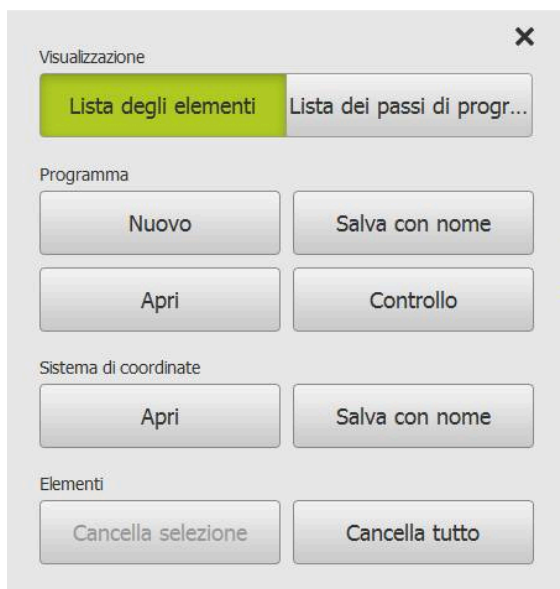 Visualizzazione
Lista degli elementi Lista dei passi di progr...
Programma
Nuovo Salva con nome
Apri Controllo
Sistema di coordinate
Apri Salva con nome
Elementi
Cancella selezione Cancella tutto